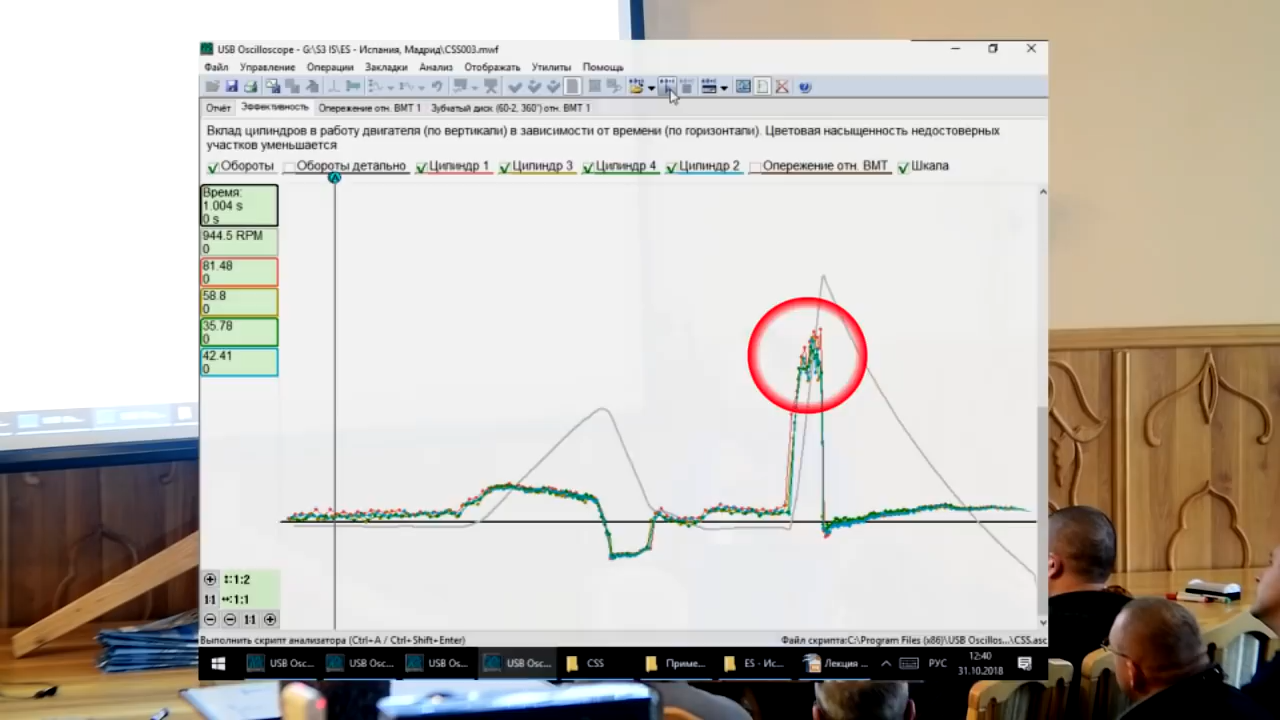 USB Oscilloscope - G:\S3 IS\ES - Испания, Мадрид\CSS003.mwf
Файл Управление Операции Закладки Анализ Отображать Утилиты Помощь
Отчёт Эффективность Опережение отн. ВМТ 1 Зубчатый диск (60-2, 360°) отн. ВМТ 1
Вклад цилиндров в работу двигателя (по вертикали) в зависимости от времени (по горизонтали). Цветовая насыщенность недостоверных
участков уменьшается
Обороты Обороты детально Цилиндр 1 Цилиндр 3 Цилиндр 4 Цилиндр 2 Опережение отн. ВМТ Шкала
A
Время:
1.004 s
0 s
944.5 RPM
0
81.48
0
58.8
0
35.78
0
42.41
0
1:2
1:1 1:1
1:1
Выполнить скрипт анализатора (Ctrl+A / Ctrl+Shift+Enter) Файл скрипта:C:\Program Files (x86)\USB Oscillos...\CSS.asc
USB Osc... USB Osc... USB Os... USB Osc... CSS Приме... ES - Ис... Лекция ... РУС 12:40
31.10.2018